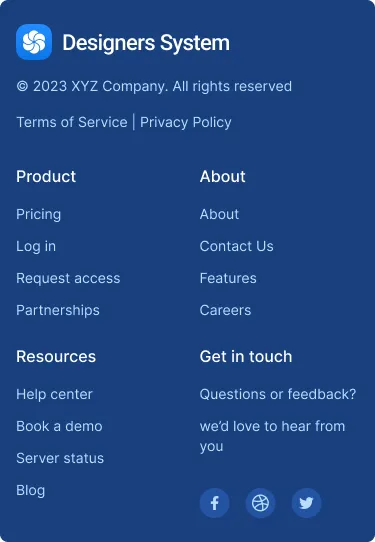 Designers System
© 2023 XYZ Company. All rights reserved
Terms of Service | Privacy Policy
Product
Pricing
Log in
Request access
Partnerships
About
About
Contact Us
Features
Careers
Resources
Help center
Book a demo
Server status
Blog
Get in touch
Questions or feedback?
we’d love to hear from
you